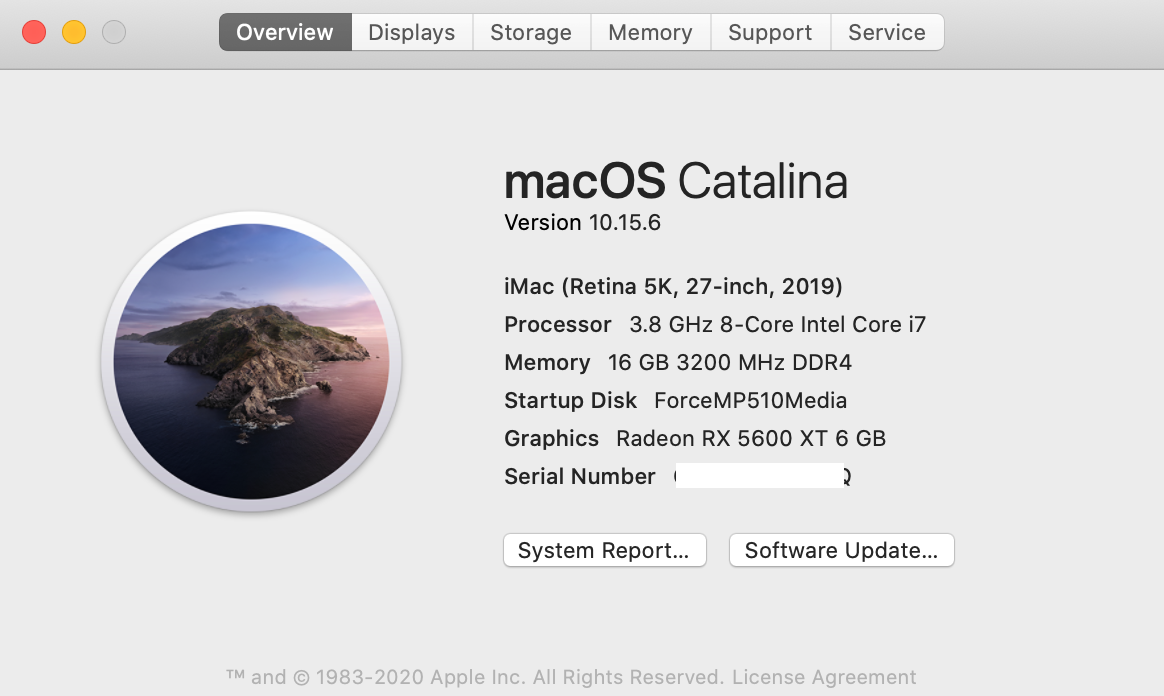 Overview Displays Storage Memory Support Service
macOS Catalina
Version 10.15.6
iMac (Retina 5K, 27-inch, 2019)
Processor 3.8 GHz 8-Core Intel Core i7
Memory 16 GB 3200 MHz DDR4
Startup Disk ForceMP510Media
Graphics Radeon RX 5600 XT 6 GB
Serial Number
System Report... Software Update...
™ and © 1983-2020 Apple Inc. All Rights Reserved. License Agreement